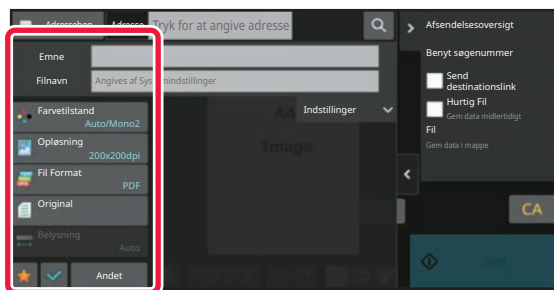 Adressebog Adresse Tryk for at angive adresse
Emne
Filnavn Angives af Systemindstillinger
Farvetilstand
Auto/Mono2
Opløsning
200x200dpi
Fil Format
PDF
Original
Belysning
Auto
Andet
Indstillinger
A4
Image
Afsendelsesoversigt
Benyt søgenummer
Send
destinationslink
Hurtig Fil
Gem data midlertidigt
Fil
Gem data i mappe
CA
Start